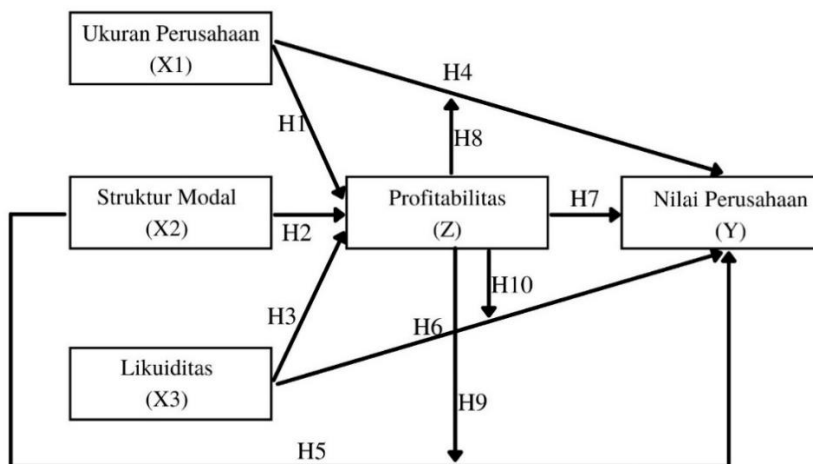 Ukuran Perusahaan
(X1)
H4
H1
H8
Struktur Modal
(X2)
H2
Profitabilitas
(Z)
H7
Nilai Perusahaan
(Y)
H10
H3
H6
Likuiditas
(X3)
H9
H5